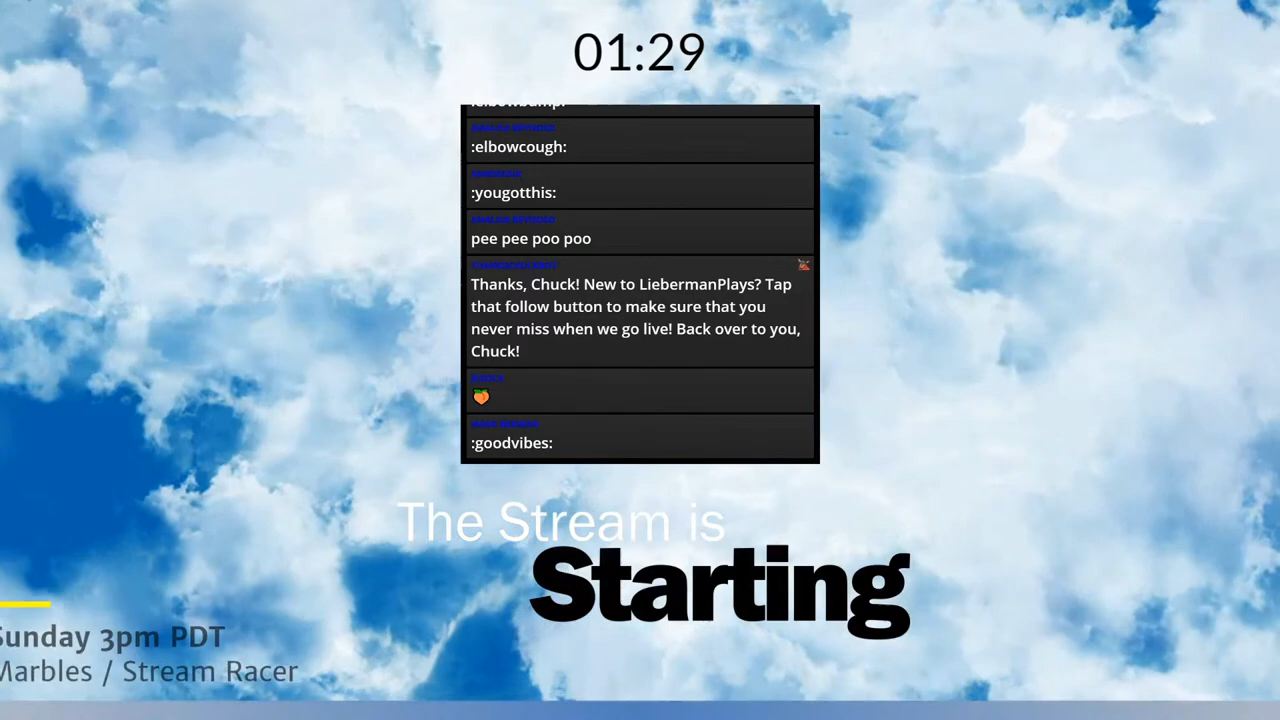 01:29
:elbowcough:
:yougotthis:
pee pee poo poo
Thanks, Chuck! New to LiebermanPlays? Tap
that follow button to make sure that you
never miss when we go live! Back over to you,
Chuck!
:goodvibes:
The Stream is
Starting
Sunday 3pm PDT
Marbles / Stream Racer